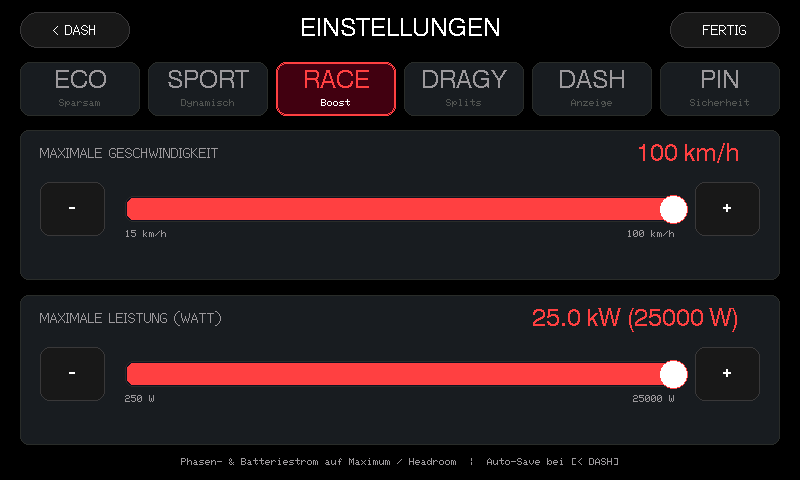 < DASH
EINSTELLUNGEN
FERTIG
ECO
Sparsam
SPORT
Dynamisch
RACE
Boost
DRAGY
Splits
DASH
Anzeige
PIN
Sicherheit
MAXIMALE GESCHWINDIGKEIT
100 km/h
-
+
15 km/h
100 km/h
MAXIMALE LEISTUNG (WATT)
25.0 kW (25000 W)
-
+
250 W
25000 W
Phasen- & Batteriestrom auf Maximum / Headroom | Auto-Save bei [< DASH]